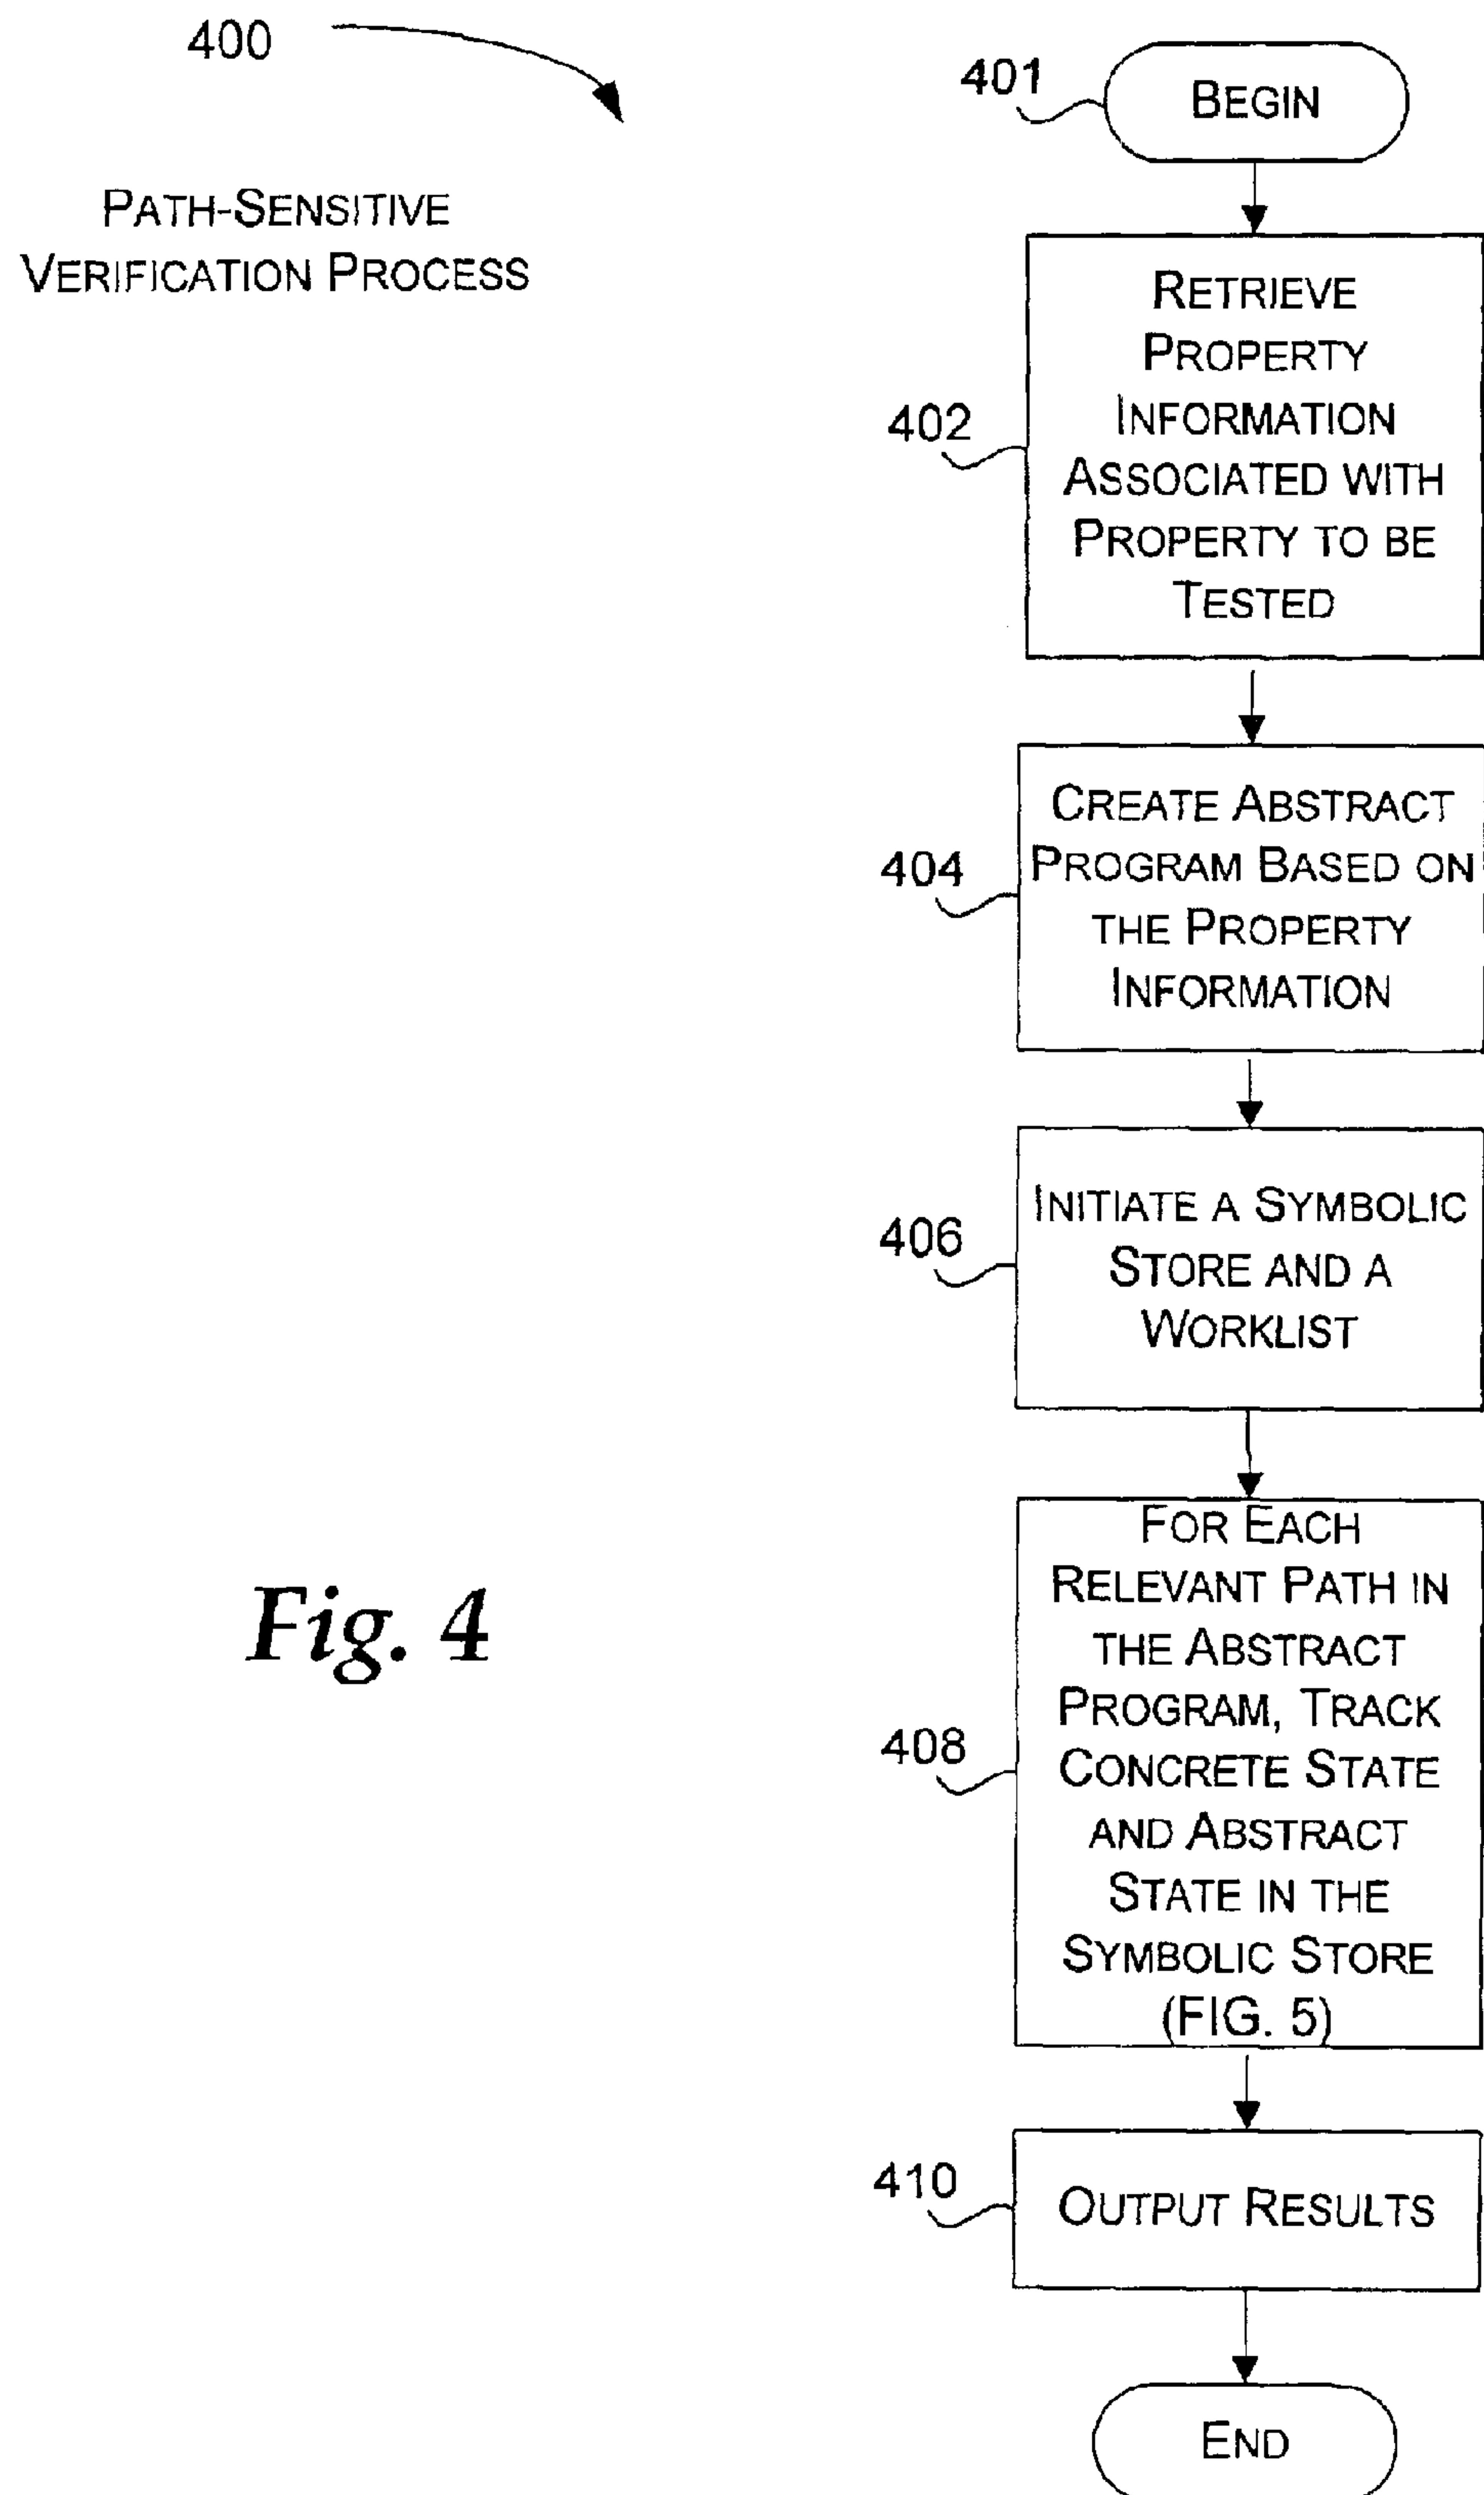 400
PATH-SENSITIVE
VERIFICATION PROCESS
401
BEGIN
402
RETRIEVE
PROPERTY
INFORMATION
ASSOCIATED WITH
PROPERTY TO BE
TESTED
404
CREATE ABSTRACT
PROGRAM BASED ON
THE PROPERTY
INFORMATION
406
INITIATE A SYMBOLIC
STORE AND A
WORKLIST
408
FOR EACH
RELEVANT PATH IN
THE ABSTRACT
PROGRAM, TRACK
CONCRETE STATE
AND ABSTRACT
STATE IN THE
SYMBOLIC STORE
(FIG. 5)
410
OUTPUT RESULTS
END
Fig. 4